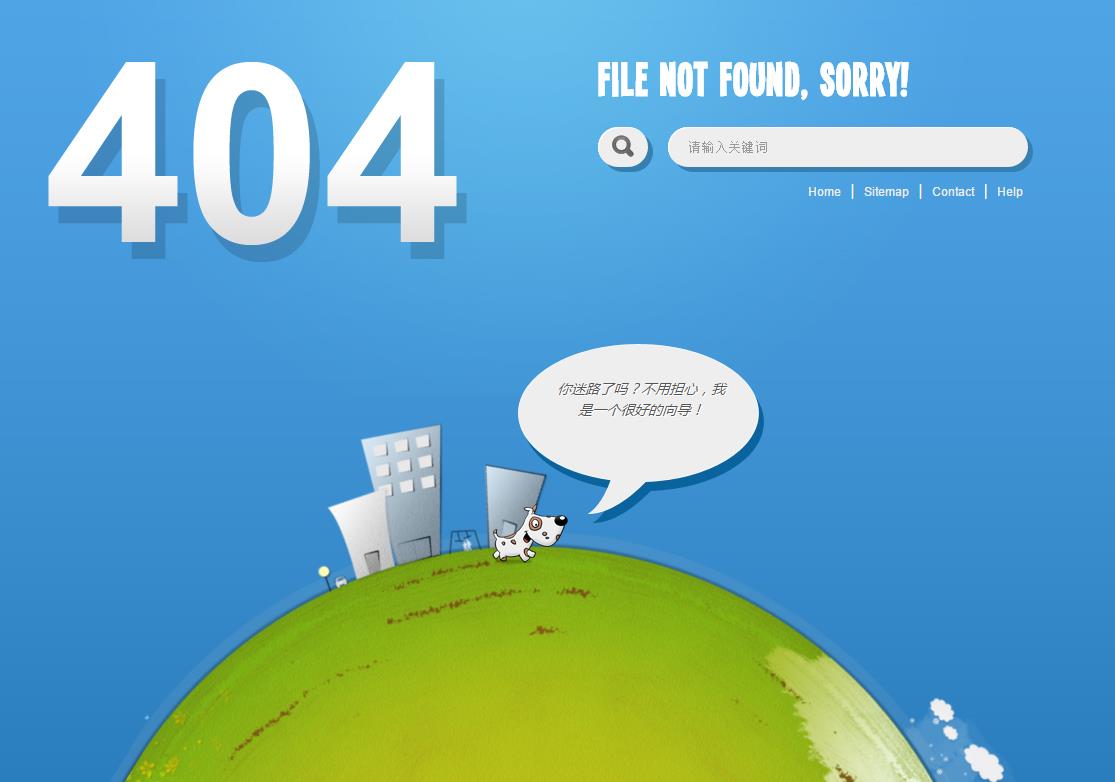 404
FILE NOT FOUND, SORRY!
请输入关键词
Home | Sitemap | Contact | Help
你迷路了吗？不用担心，我
是一个很好的向导！